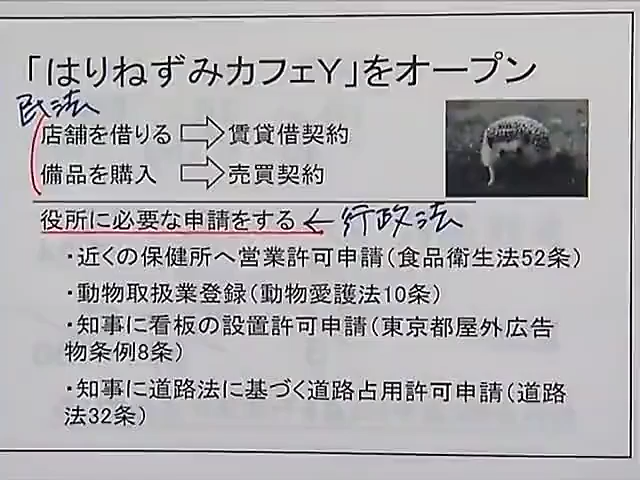 「はりねずみカフェY」をオープン
民法
店舗を借りる⇨賃貸借契約
備品を購入⇨売買契約
役所に必要な申請をする←行政法
・近くの保健所へ営業許可申請(食品衛生法52条)
・動物取扱業登録(動物愛護法10条)
・知事に看板の設置許可申請(東京都屋外広告
物条例8条)
・知事に道路法に基づく道路占用許可申請(道路
法32条)